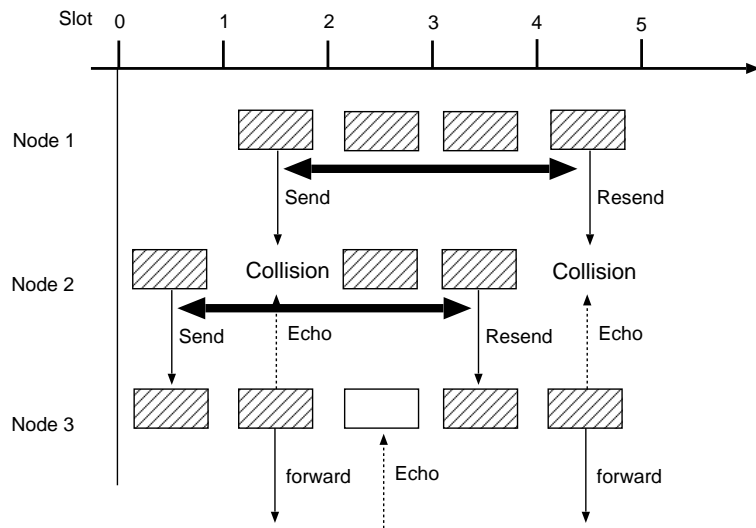 Slot 0 1 2 3 4 5
Node 1
Send Resend
Node 2 Collision Collision
Send Echo Resend Echo
Node 3
forward Echo forward